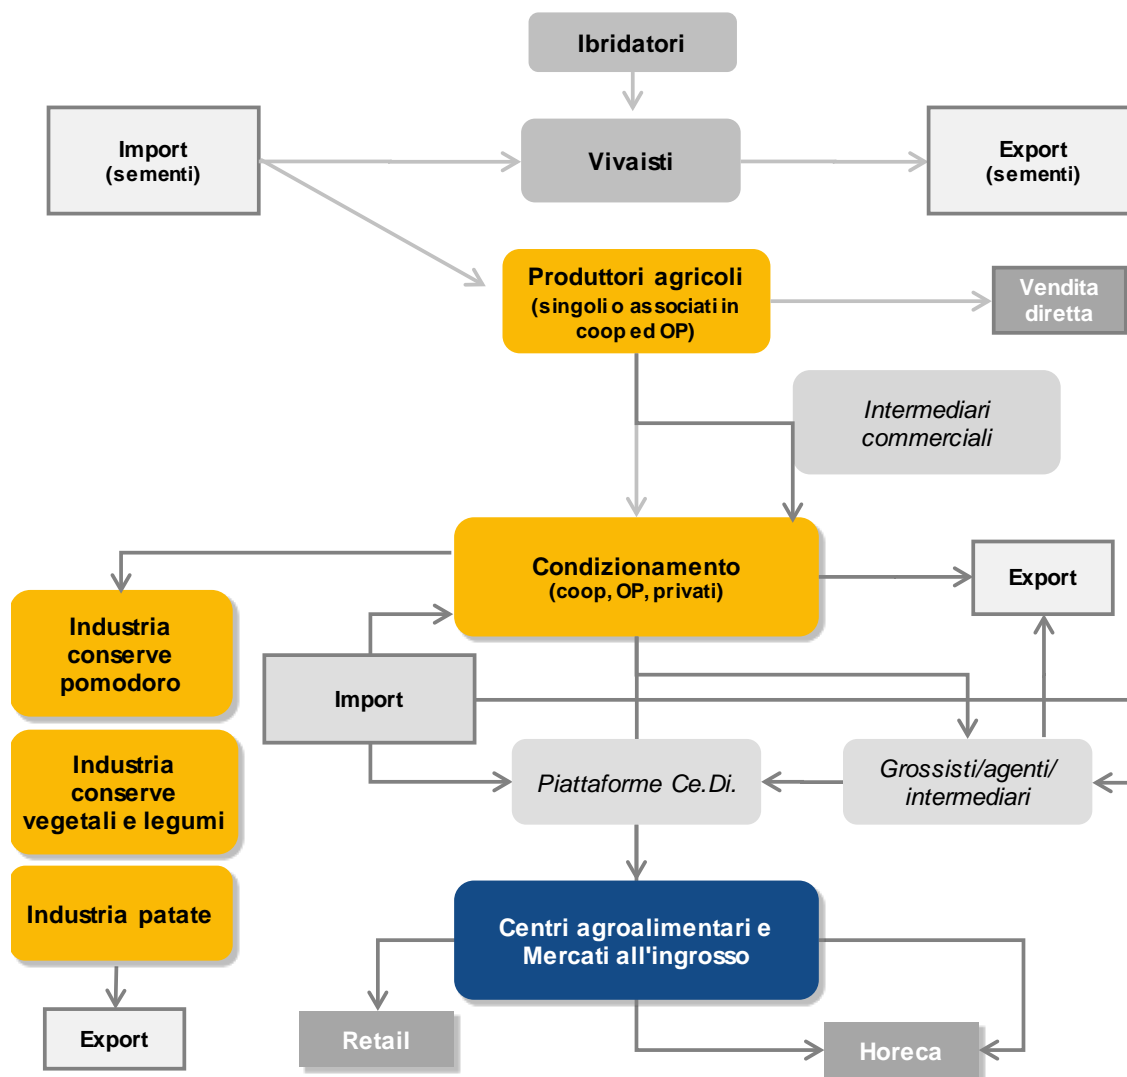 Ibridatori
Import
(sementi)
Vivaisti
Export
(sementi)
Produttori agricoli
(singoli o associati in
coop ed OP)
Vendita
diretta
Intermediari
commerciali
Condizionamento
(coop, OP, privati)
Export
Industria
conserve
pomodoro
Import
Industria
conserve
vegetali e legumi
Piattaforme Ce.Di.
Grossisti/agenti/
intermediari
Industria patate
Centri agroalimentari e
Mercati all'ingrosso
Export
Retail
Horeca